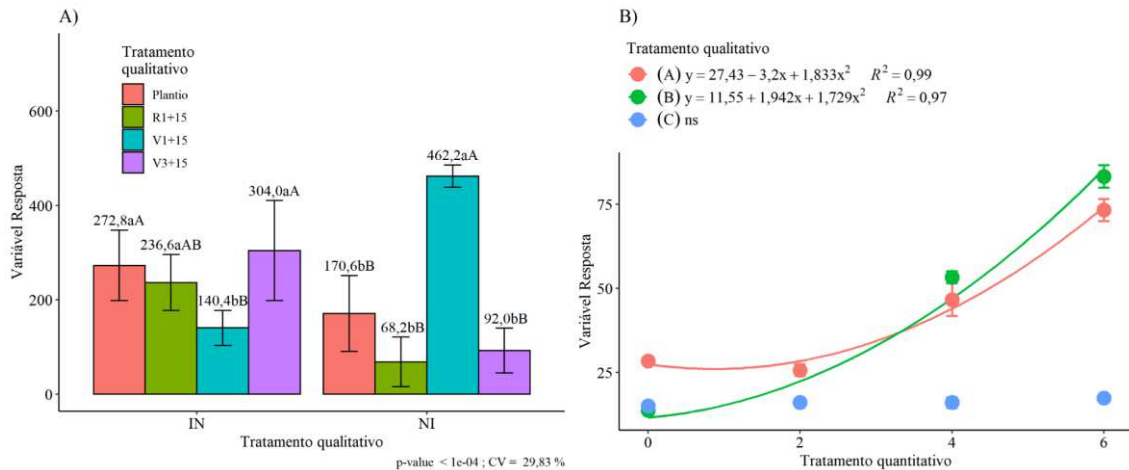 A)
Tratamento
qualitativo
Plantio
R1+15
V1+15
V3+15
Variável Resposta
600
400
200
0
272,8aA
236,6aAB
140,4bB
304,0aA
170,6bB
68,2bB
462,2aA
92,0bB
IN
NI
Tratamento qualitativo
p-value < 1e-04 ; CV = 29,83 %
B)
Tratamento qualitativo
(A) y = 27,43 − 3,2x + 1,833x² R² = 0,99
(B) y = 11,55 + 1,942x + 1,729x² R² = 0,97
(C) ns
Variável Resposta
75
50
25
0
2
4
6
Tratamento quantitativo